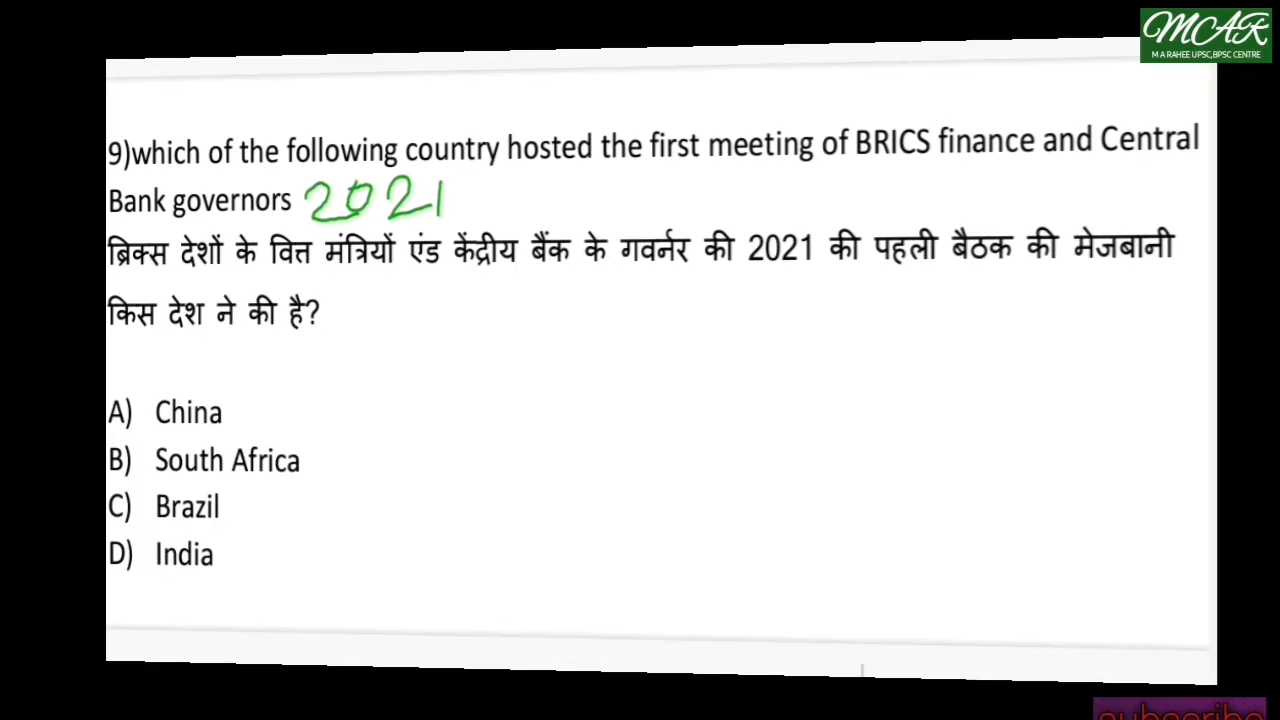 MCAR
M A RAHEE UPSC,BPSC CENTRE
9)which of the following country hosted the first meeting of BRICS finance and Central
Bank governors 2021
ब्रिक्स देशों के वित्त मंत्रियों एंड केंद्रीय बैंक के गवर्नर की 2021 की पहली बैठक की मेजबानी
किस देश ने की है?
A) China
B) South Africa
C) Brazil
D) India
subscribe